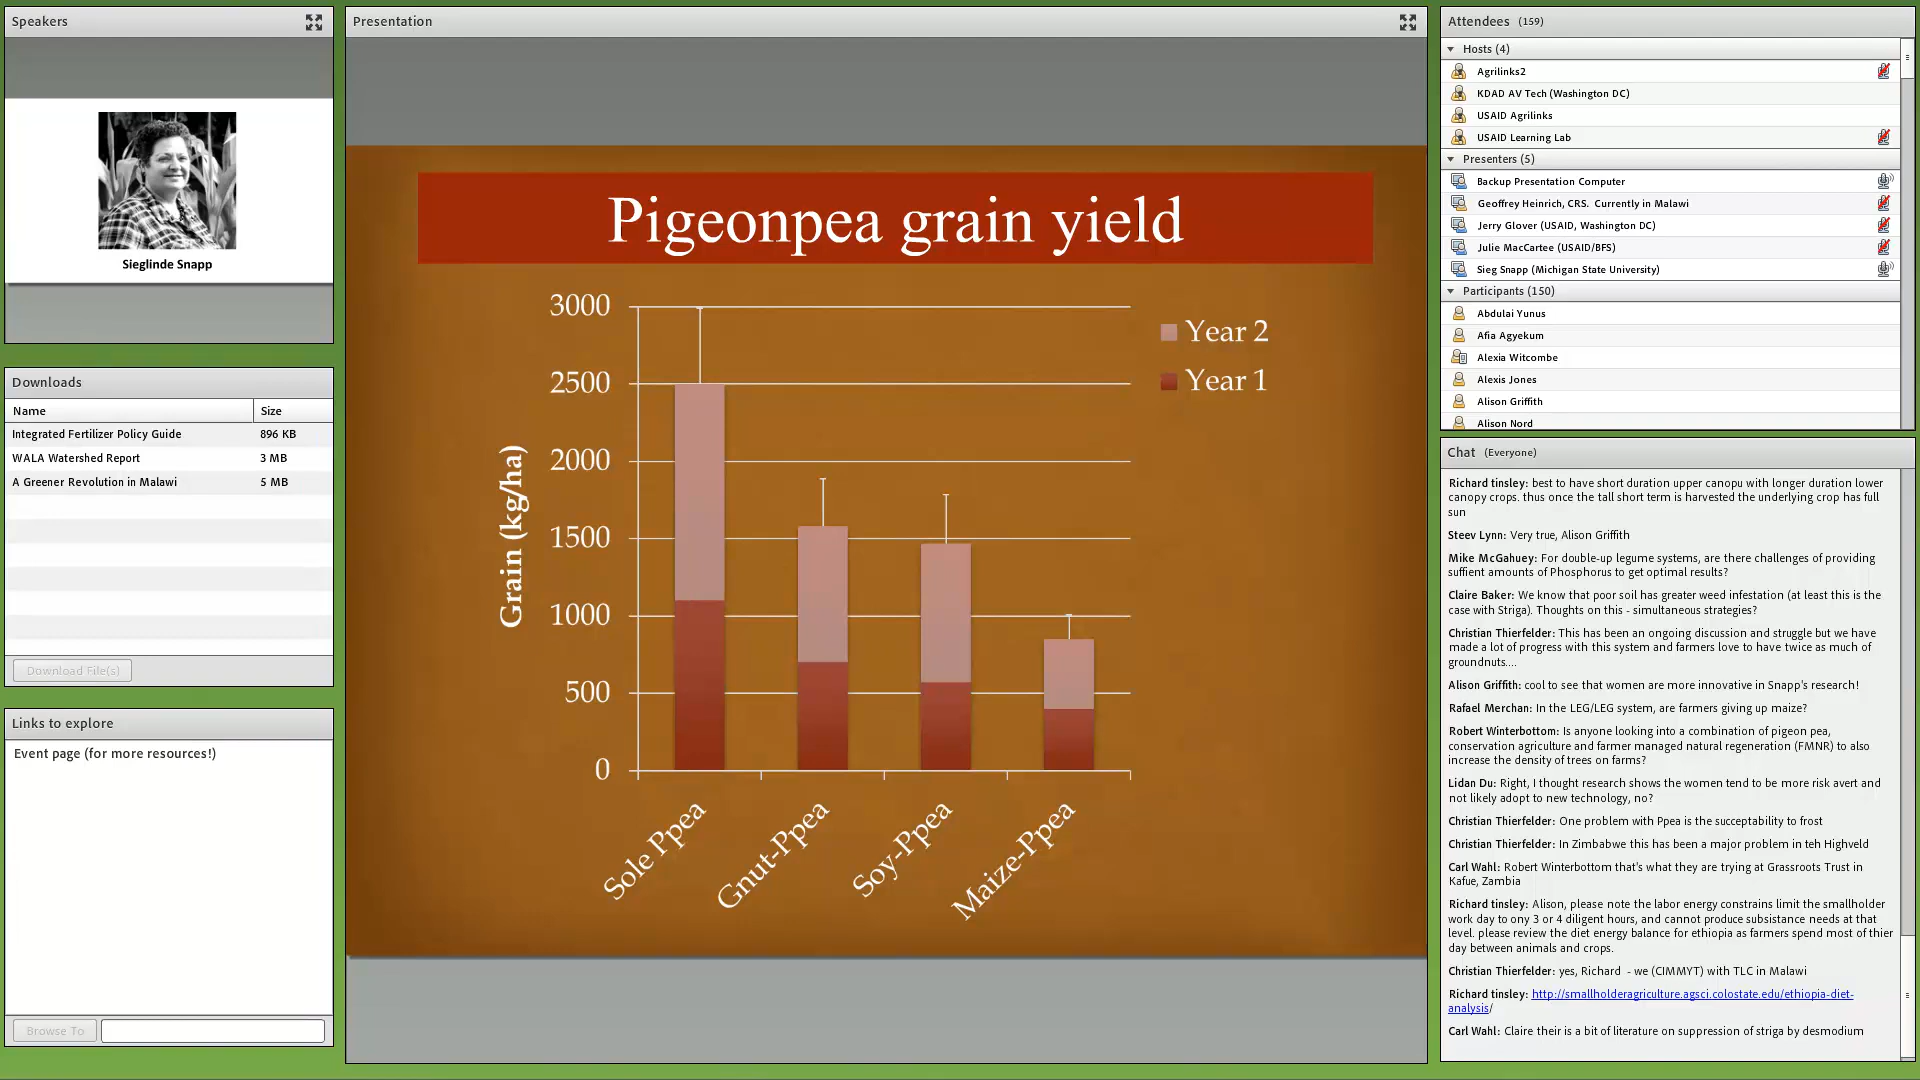 Speakers
Sieglinde Snapp
Downloads
Name Size
Integrated Fertilizer Policy Guide 896 KB
WALA Watershed Report 3 MB
A Greener Revolution in Malawi 5 MB
Download File(s)
Links to explore
Event page (for more resources!)
Browse To
Presentation
Pigeonpea grain yield
3000
2500
2000
1500
1000
500
0
Grain (kg/ha)
Year 2
Year 1
Sole Ppea
Gnut-Ppea
Soy-Ppea
Maize-Ppea
Attendees (159)
Hosts (4)
Agrilinks2
KDAD AV Tech (Washington DC)
USAID Agrilinks
USAID Learning Lab
Presenters (5)
Backup Presentation Computer
Geoffrey Heinrich, CRS. Currently in Malawi
Jerry Glover (USAID, Washington DC)
Julie MacCartee (USAID/BFS)
Sieg Snapp (Michigan State University)
Participants (150)
Abdulai Yunus
Afia Agyekum
Alexia Witcombe
Alexis Jones
Alison Griffith
Alison Nord
Chat (Everyone)
Richard tinsley: best to have short duration upper canopu with longer duration lower
canopy crops. thus once the tall short term is harvested the underlying crop has full
sun
Steev Lynn: Very true, Alison Griffith
Mike McGahuey: For double-up legume systems, are there challenges of providing
suffient amounts of Phosphorus to get optimal results?
Claire Baker: We know that poor soil has greater weed infestation (at least this is the
case with Striga). Thoughts on this - simultaneous strategies?
Christian Thierfelder: This has been an ongoing discussion and struggle but we have
made a lot of progress with this system and farmers love to have twice as much of
groundnuts....
Alison Griffith: cool to see that women are more innovative in Snapp's research!
Rafael Merchan: In the LEG/LEG system, are farmers giving up maize?
Robert Winterbottom: Is anyone looking into a combination of pigeon pea,
conservation agriculture and farmer managed natural regeneration (FMNR) to also
increase the density of trees on farms?
Lidan Du: Right, I thought research shows the women tend to be more risk avert and
not likely adopt to new technology, no?
Christian Thierfelder: One problem with Ppea is the succeptability to frost
Christian Thierfelder: In Zimbabwe this has been a major problem in teh Highveld
Carl Wahl: Robert Winterbottom that's what they are trying at Grassroots Trust in
Kafue, Zambia
Richard tinsley: Alison, please note the labor energy constrains limit the smallholder
work day to ony 3 or 4 diligent hours, and cannot produce subsistance needs at that
level. please review the diet energy balance for ethiopia as farmers spend most of thier
day between animals and crops.
Christian Thierfelder: yes, Richard - we (CIMMYT) with TLC in Malawi
Richard tinsley: http://smallholderagriculture.agsci.colostate.edu/ethiopia-diet-
analysis/
Carl Wahl: Claire their is a bit of literature on suppression of striga by desmodium